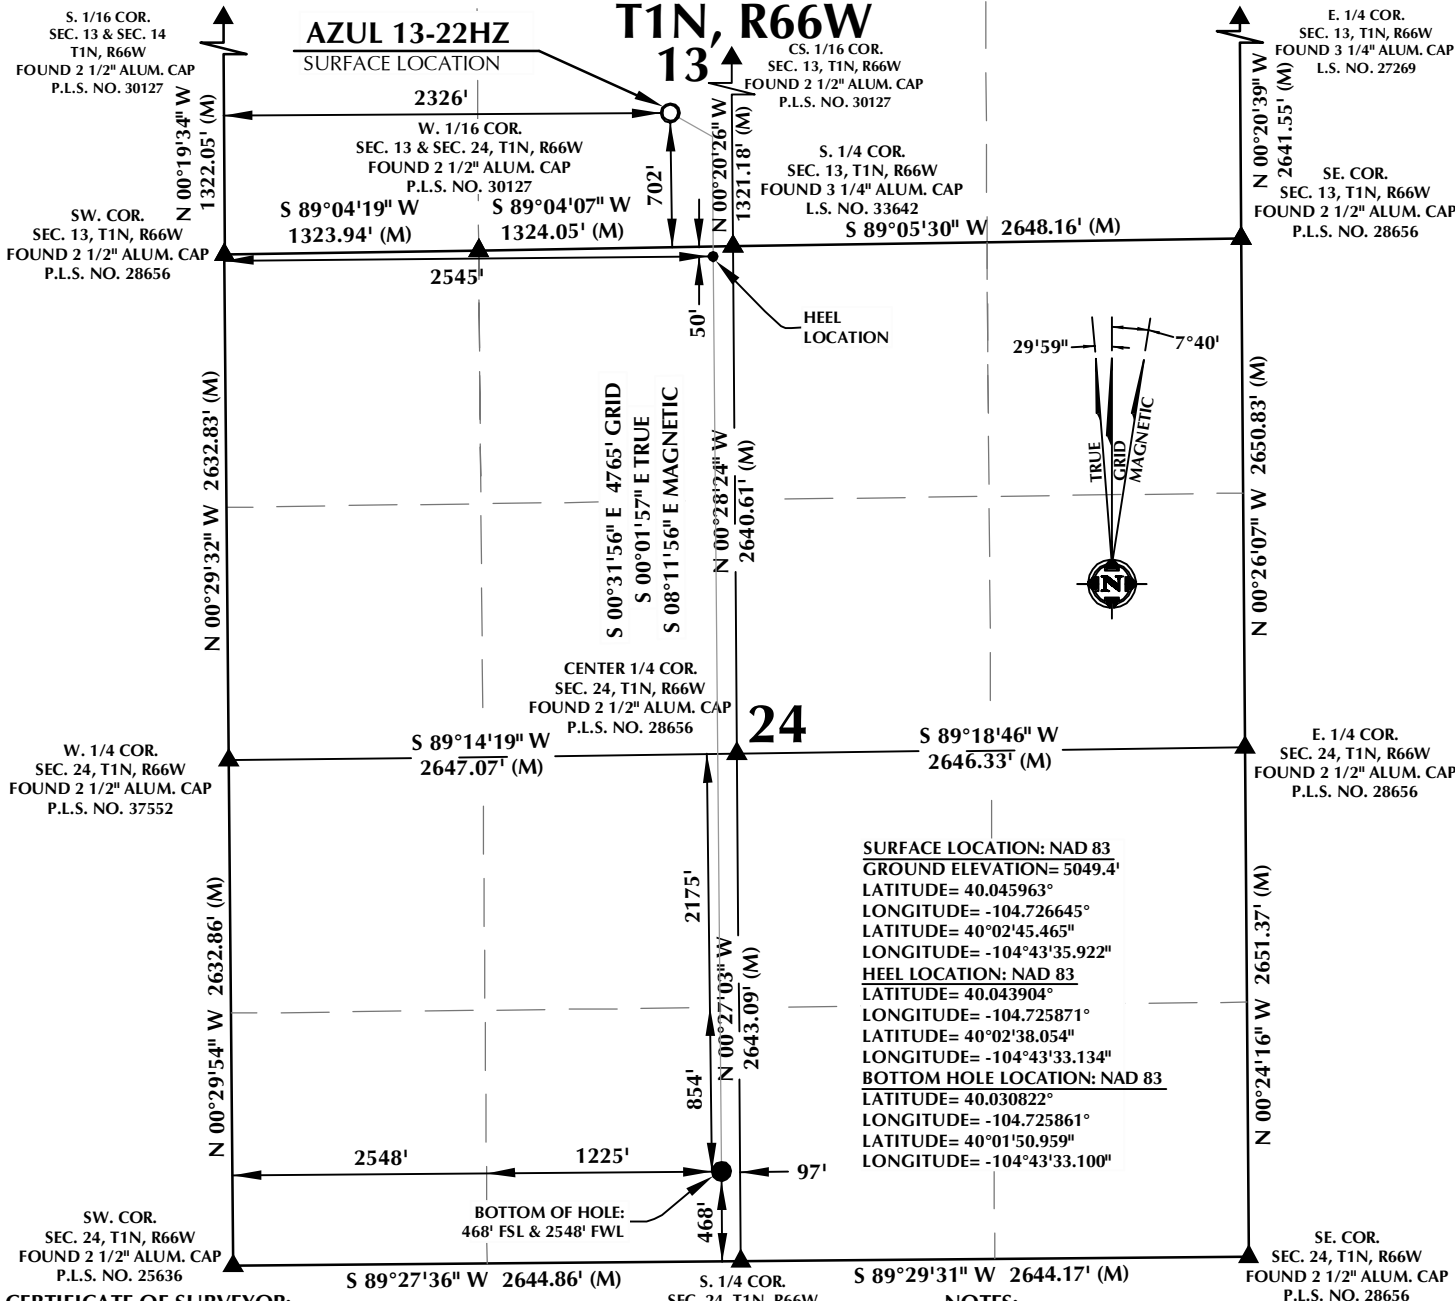 T1N, R66W
13
S. 1/16 COR.
SEC. 13 & SEC. 14
T1N, R66W
FOUND 2 1/2" ALUM. CAP
P.L.S. NO. 30127
AZUL 13-22HZ
SURFACE LOCATION
CS. 1/16 COR.
SEC. 13, T1N, R66W
FOUND 2 1/2" ALUM. CAP
P.L.S. NO. 30127
E. 1/4 COR.
SEC. 13, T1N, R66W
FOUND 3 1/4" ALUM. CAP
L.S. NO. 27269
N 00°19'34" W
1322.05' (M)
2326'
702'
N 00°20'26" W
1321.18' (M)
N 00°20'39" W
2641.55' (M)
W. 1/16 COR.
SEC. 13 & SEC. 24, T1N, R66W
FOUND 2 1/2" ALUM. CAP
P.L.S. NO. 30127
S. 1/4 COR.
SEC. 13, T1N, R66W
FOUND 3 1/4" ALUM. CAP
L.S. NO. 33642
SE. COR.
SEC. 13, T1N, R66W
FOUND 2 1/2" ALUM. CAP
P.L.S. NO. 28656
SW. COR.
SEC. 13, T1N, R66W
FOUND 2 1/2" ALUM. CAP
P.L.S. NO. 28656
S 89°04'19" W
1323.94' (M)
S 89°04'07" W
1324.05' (M)
S 89°05'30" W 2648.16' (M)
2545'
50'
HEEL
LOCATION
29'59"
7°40'
TRUE
GRID
MAGNETIC
N
N 00°29'32" W 2632.83' (M)
S 00°31'56" E 4765' GRID
S 00°01'57" E TRUE
S 08°11'56" E MAGNETIC
N 00°28'24" W
2640.61' (M)
N 00°26'07" W 2650.83' (M)
CENTER 1/4 COR.
SEC. 24, T1N, R66W
FOUND 2 1/2" ALUM. CAP
P.L.S. NO. 28656
24
W. 1/4 COR.
SEC. 24, T1N, R66W
FOUND 2 1/2" ALUM. CAP
P.L.S. NO. 37552
S 89°14'19" W
2647.07' (M)
S 89°18'46" W
2646.33' (M)
E. 1/4 COR.
SEC. 24, T1N, R66W
FOUND 2 1/2" ALUM. CAP
P.L.S. NO. 28656
N 00°29'54" W 2632.86' (M)
2175'
854'
N 00°27'03" W
2643.09' (M)
SURFACE LOCATION: NAD 83
GROUND ELEVATION= 5049.4'
LATITUDE= 40.045963°
LONGITUDE= -104.726645°
LATITUDE= 40°02'45.465"
LONGITUDE= -104°43'35.922"
HEEL LOCATION: NAD 83
LATITUDE= 40.043904°
LONGITUDE= -104.725871°
LATITUDE= 40°02'38.054"
LONGITUDE= -104°43'33.134"
BOTTOM HOLE LOCATION: NAD 83
LATITUDE= 40.030822°
LONGITUDE= -104.725861°
LATITUDE= 40°01'50.959"
LONGITUDE= -104°43'33.100"
N 00°24'16" W 2651.37' (M)
2548'
1225'
97'
BOTTOM OF HOLE:
468' FSL & 2548' FWL
468'
SW. COR.
SEC. 24, T1N, R66W
FOUND 2 1/2" ALUM. CAP
P.L.S. NO. 25636
S 89°27'36" W 2644.86' (M)
S. 1/4 COR.
SEC. 24, T1N, R66W
S 89°29'31" W 2644.17' (M)
SE. COR.
SEC. 24, T1N, R66W
FOUND 2 1/2" ALUM. CAP
P.L.S. NO. 28656
CERTIFICATE OF SURVEYOR:
NOTES: